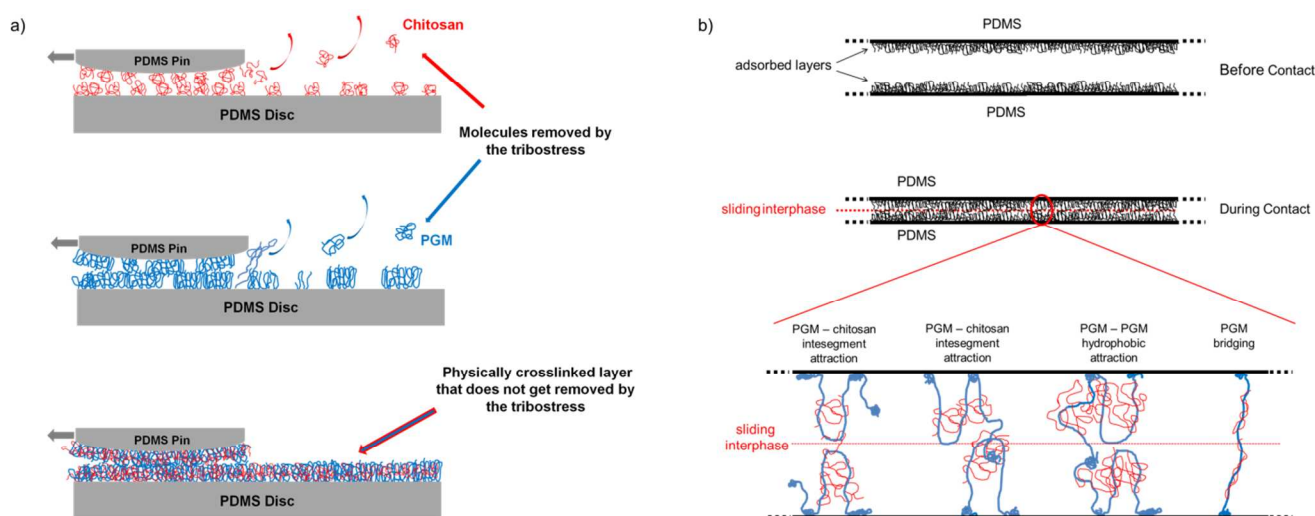 a)
Chitosan
PDMS Pin
PDMS Disc
Molecules removed by
the tribostress
PDMS Pin
PGM
PDMS Disc
Physically crosslinked layer
that does not get removed by
the tribostress
PDMS Pin
PDMS Disc
b)
PDMS
adsorbed layers
Before Contact
PDMS
PDMS
sliding interphase
During Contact
PDMS
PGM – chitosan
intesegment
attraction
PGM – chitosan
intesegment
attraction
PGM – PGM
hydrophobic
attraction
PGM
bridging
sliding
interphase